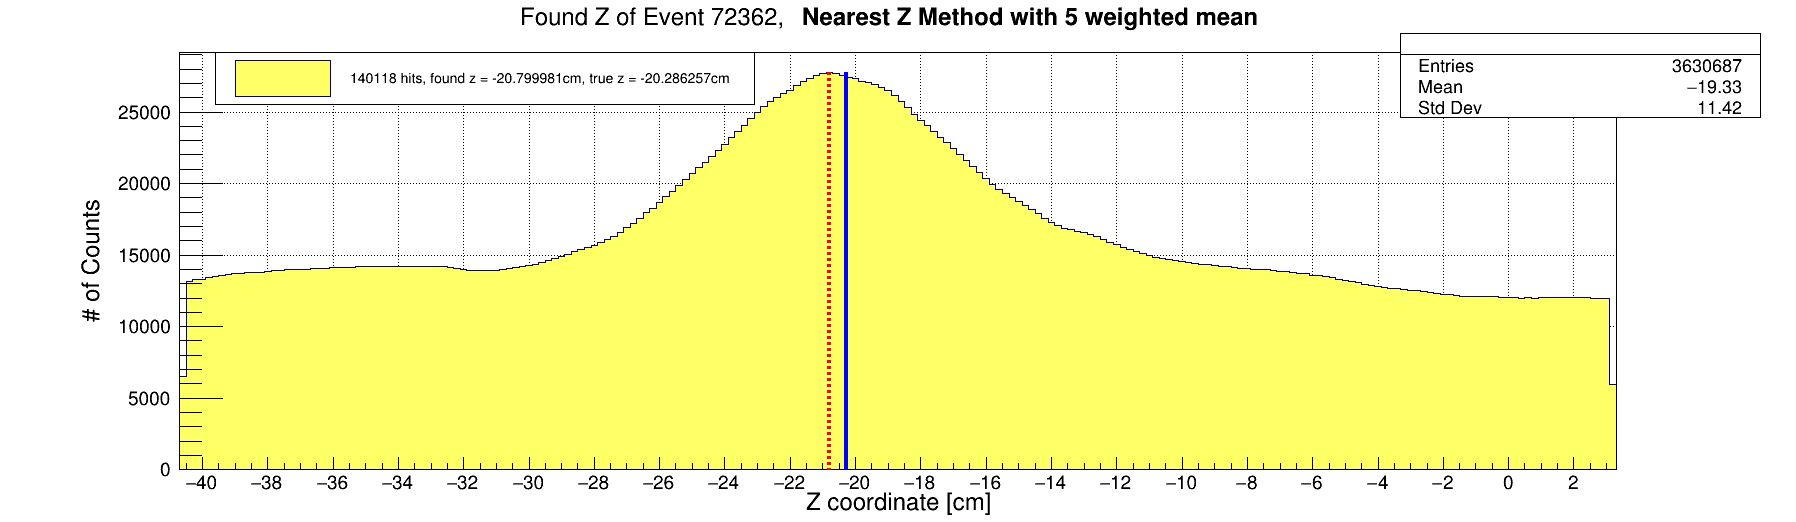 Found Z of Event 72362, Nearest Z Method with 5 weighted mean
140118 hits, found z = -20.799981cm, true z = -20.286257cm
Entries 3630687
Mean −19.33
Std Dev 11.42
25000
20000
15000
10000
5000
0
# of Counts
−40 −38 −36 −34 −32 −30 −28 −26 −24 −22 −20 −18 −16 −14 −12 −10 −8 −6 −4 −2 0 2
Z coordinate [cm]